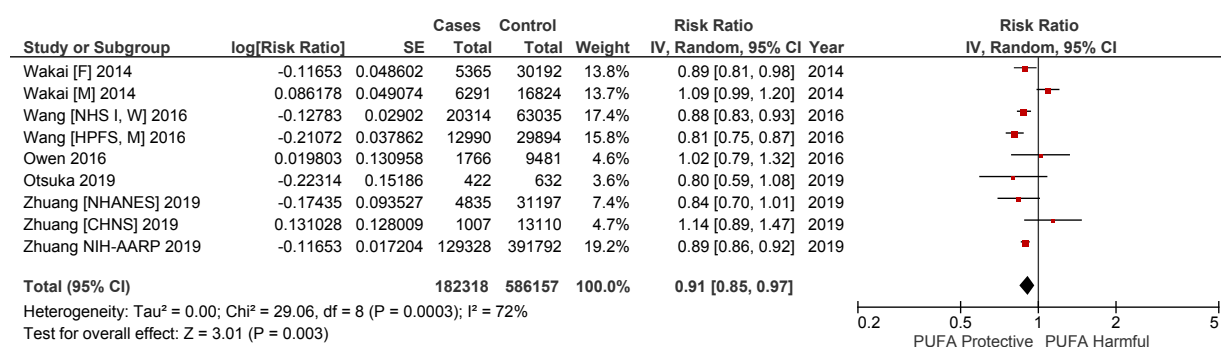 Cases Control Risk Ratio Risk Ratio
Study or Subgroup log[Risk Ratio] SE Total Total Weight IV, Random, 95% CI Year IV, Random, 95% CI
Wakai [F] 2014 -0.11653 0.048602 5365 30192 13.8% 0.89 [0.81, 0.98] 2014
Wakai [M] 2014 0.086178 0.049074 6291 16824 13.7% 1.09 [0.99, 1.20] 2014
Wang [NHS I, W] 2016 -0.12783 0.02902 20314 63035 17.4% 0.88 [0.83, 0.93] 2016
Wang [HPFS, M] 2016 -0.21072 0.037862 12990 29894 15.8% 0.81 [0.75, 0.87] 2016
Owen 2016 0.019803 0.130958 1766 9481 4.6% 1.02 [0.79, 1.32] 2016
Otsuka 2019 -0.22314 0.15186 422 632 3.6% 0.80 [0.59, 1.08] 2019
Zhuang [NHANES] 2019 -0.17435 0.093527 4835 31197 7.4% 0.84 [0.70, 1.01] 2019
Zhuang [CHNS] 2019 0.131028 0.128009 1007 13110 4.7% 1.14 [0.89, 1.47] 2019
Zhuang NIH-AARP 2019 -0.11653 0.017204 129328 391792 19.2% 0.89 [0.86, 0.92] 2019
Total (95% CI) 182318 586157 100.0% 0.91 [0.85, 0.97]
Heterogeneity: Tau² = 0.00; Chi² = 29.06, df = 8 (P = 0.0003); I² = 72%
Test for overall effect: Z = 3.01 (P = 0.003)
0.2 0.5 1 2 5
PUFA Protective PUFA Harmful